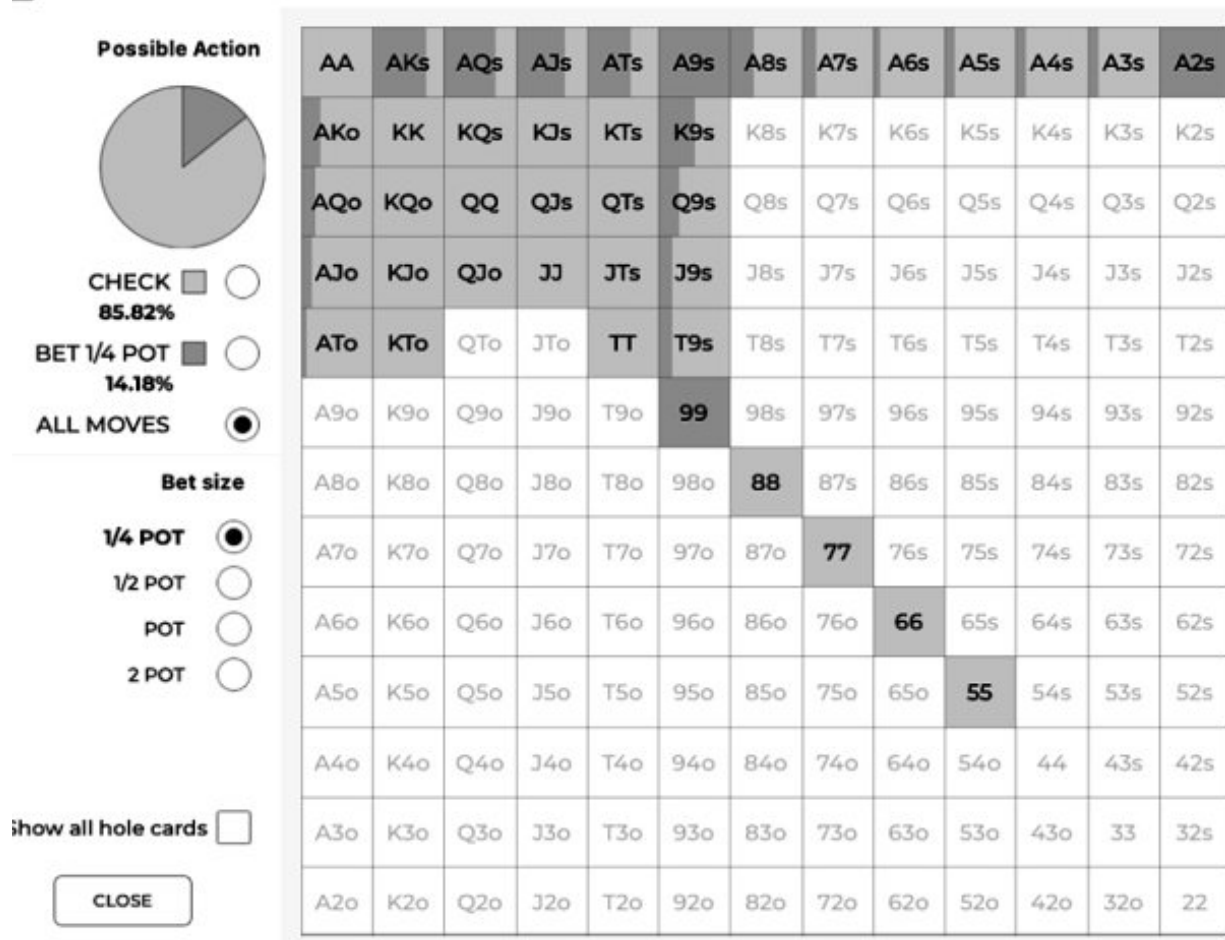 Possible Action
CHECK
85.82%
BET 1/4 POT
14.18%
ALL MOVES
Bet size
1/4 POT
1/2 POT
POT
2 POT
Show all hole cards
CLOSE
AA AKs AQs AJs ATs A9s A8s A7s A6s A5s A4s A3s A2s
AKo KK KQs KJs KTs K9s K8s K7s K6s K5s K4s K3s K2s
AQo KQo QQ QJs QTs Q9s Q8s Q7s Q6s Q5s Q4s Q3s Q2s
AJo KJo QJo JJ JTs J9s J8s J7s J6s J5s J4s J3s J2s
ATo KTo QTo JTo TT T9s T8s T7s T6s T5s T4s T3s T2s
A9o K9o Q9o J9o T9o 99 98s 97s 96s 95s 94s 93s 92s
A8o K8o Q8o J8o T8o 98o 88 87s 86s 85s 84s 83s 82s
A7o K7o Q7o J7o T7o 97o 87o 77 76s 75s 74s 73s 72s
A6o K6o Q6o J6o T6o 96o 86o 76o 66 65s 64s 63s 62s
A5o K5o Q5o J5o T5o 95o 85o 75o 65o 55 54s 53s 52s
A4o K4o Q4o J4o T4o 94o 84o 74o 64o 54o 44 43s 42s
A3o K3o Q3o J3o T3o 93o 83o 73o 63o 53o 43o 33 32s
A2o K2o Q2o J2o T2o 92o 82o 72o 62o 52o 42o 32o 22